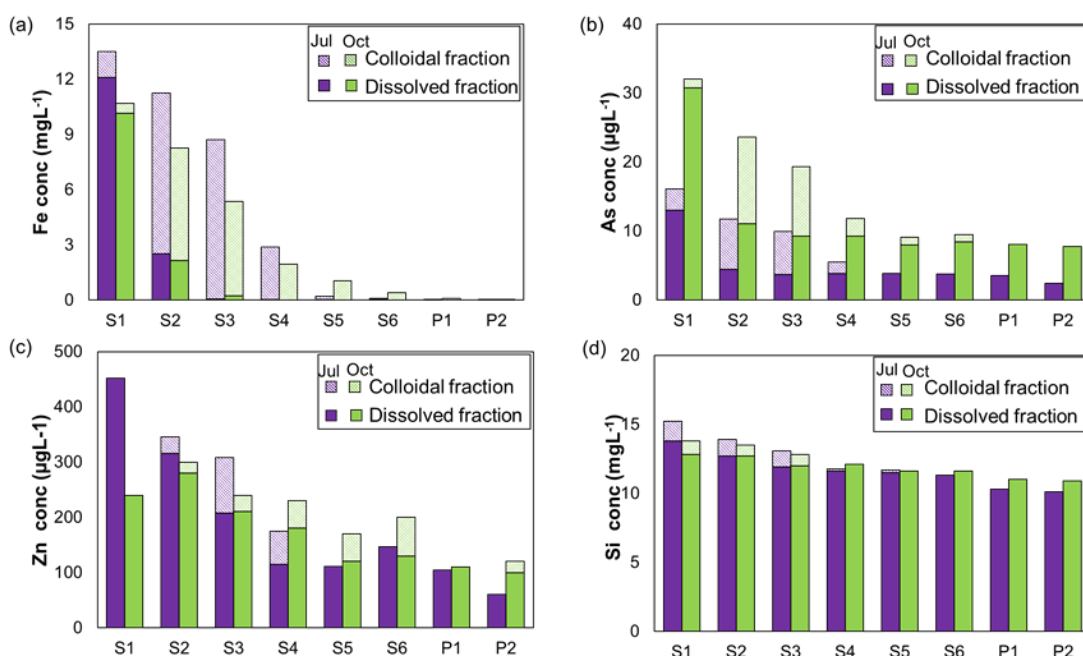 (a)
Fe conc (mgL⁻¹)
15
12
9
6
3
0
Jul Oct
Colloidal fraction
Dissolved fraction
S1 S2 S3 S4 S5 S6 P1 P2
(b)
As conc (µgL⁻¹)
40
30
20
10
0
Jul Oct
Colloidal fraction
Dissolved fraction
S1 S2 S3 S4 S5 S6 P1 P2
(c)
Zn conc (µgL-1)
500
400
300
200
100
0
Jul Oct
Colloidal fraction
Dissolved fraction
S1 S2 S3 S4 S5 S6 P1 P2
(d)
Si conc (mgL⁻¹)
20
15
10
5
0
Jul Oct
Colloidal fraction
Dissolved fraction
S1 S2 S3 S4 S5 S6 P1 P2